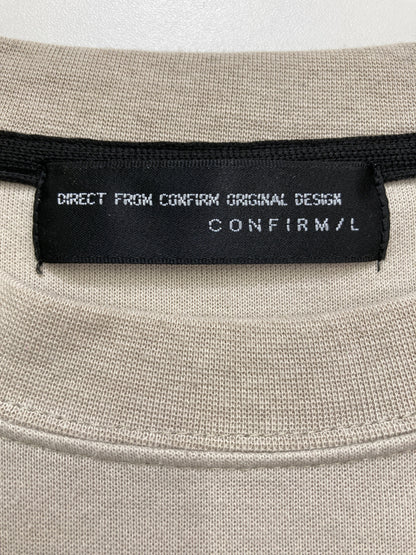 DIRECT FROM CONFIRM ORIGINAL DESIGN
CONFIRM/L